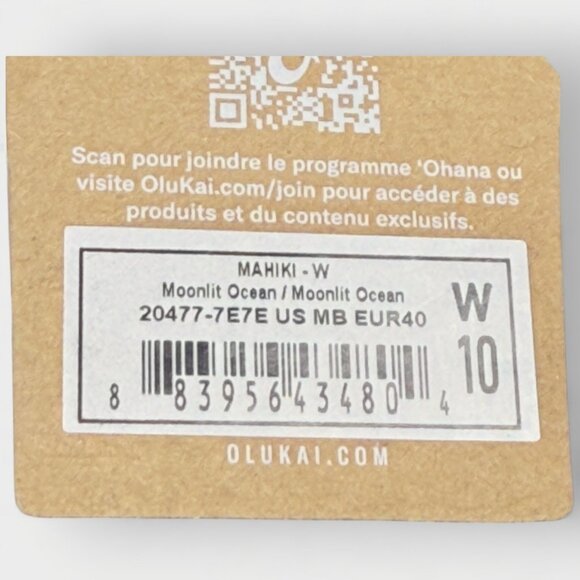 Scan pour joindre le programme ‘Ohana ou
visite OluKai.com/join pour accéder à des
produits et du contenu exclusifs.
MAHIKI - W
Moonlit Ocean / Moonlit Ocean
20477-7E7E US MB EUR40
W
10
8 83956 43480 4
OLUKAI.COM